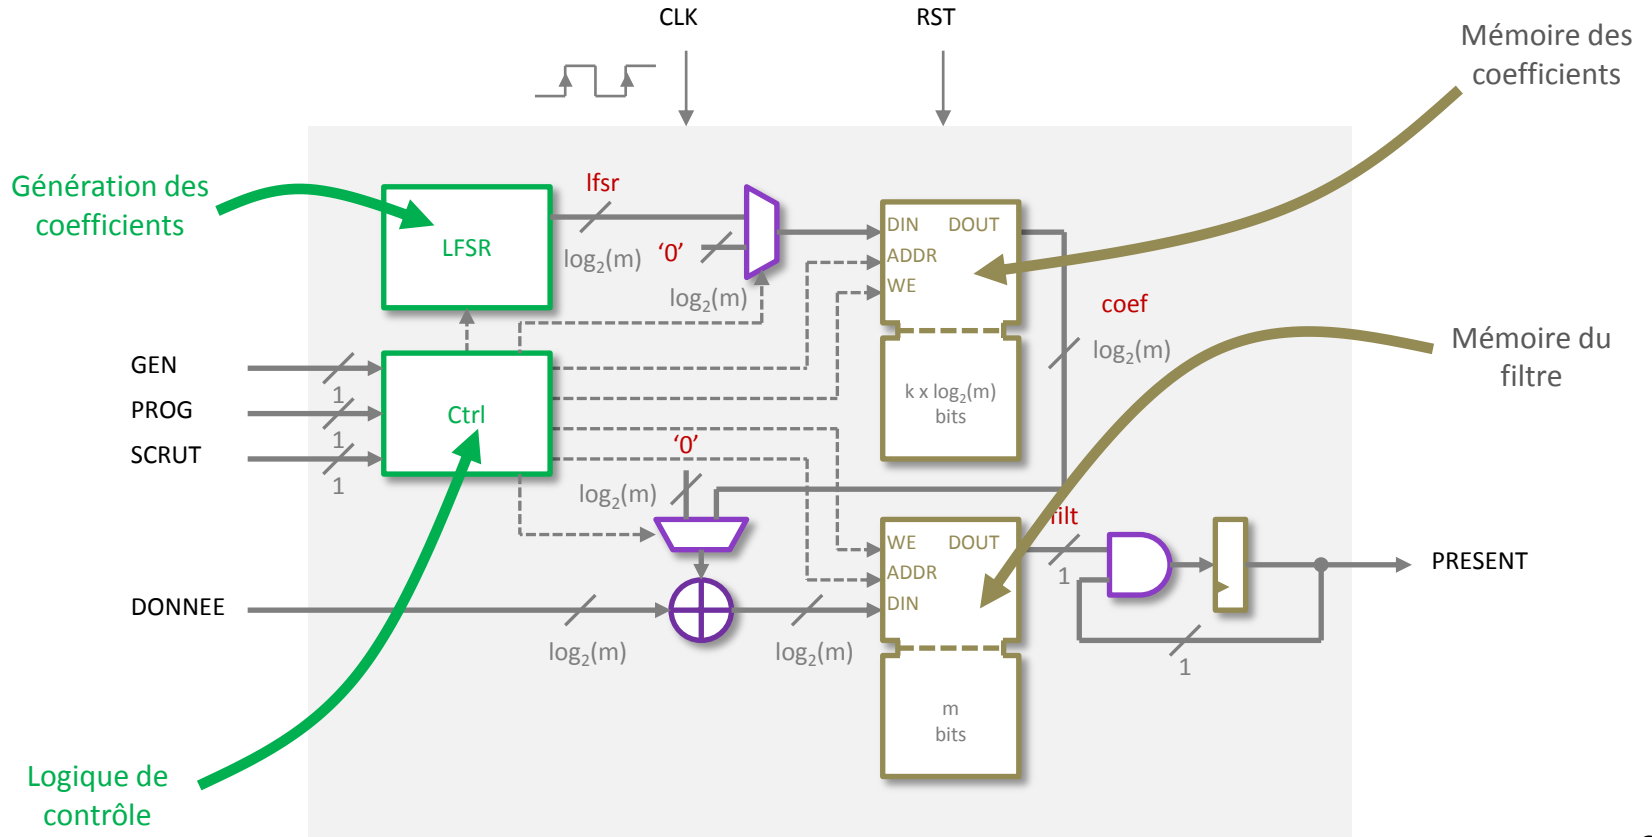 CLK
RST
Mémoire des
coefficients
Génération des
coefficients
lfsr
log2(m)
'0'
log2(m)
LFSR
DIN
DOUT
ADDR
WE
coef
log2(m)
k x log2(m)
bits
Mémoire du
filtre
GEN
1
PROG
1
SCRUT
1
Ctrl
'0'
log2(m)
filt
1
WE
DOUT
ADDR
DIN
PRESENT
DONNEE
log2(m)
log2(m)
1
m
bits
Logique de
contrôle